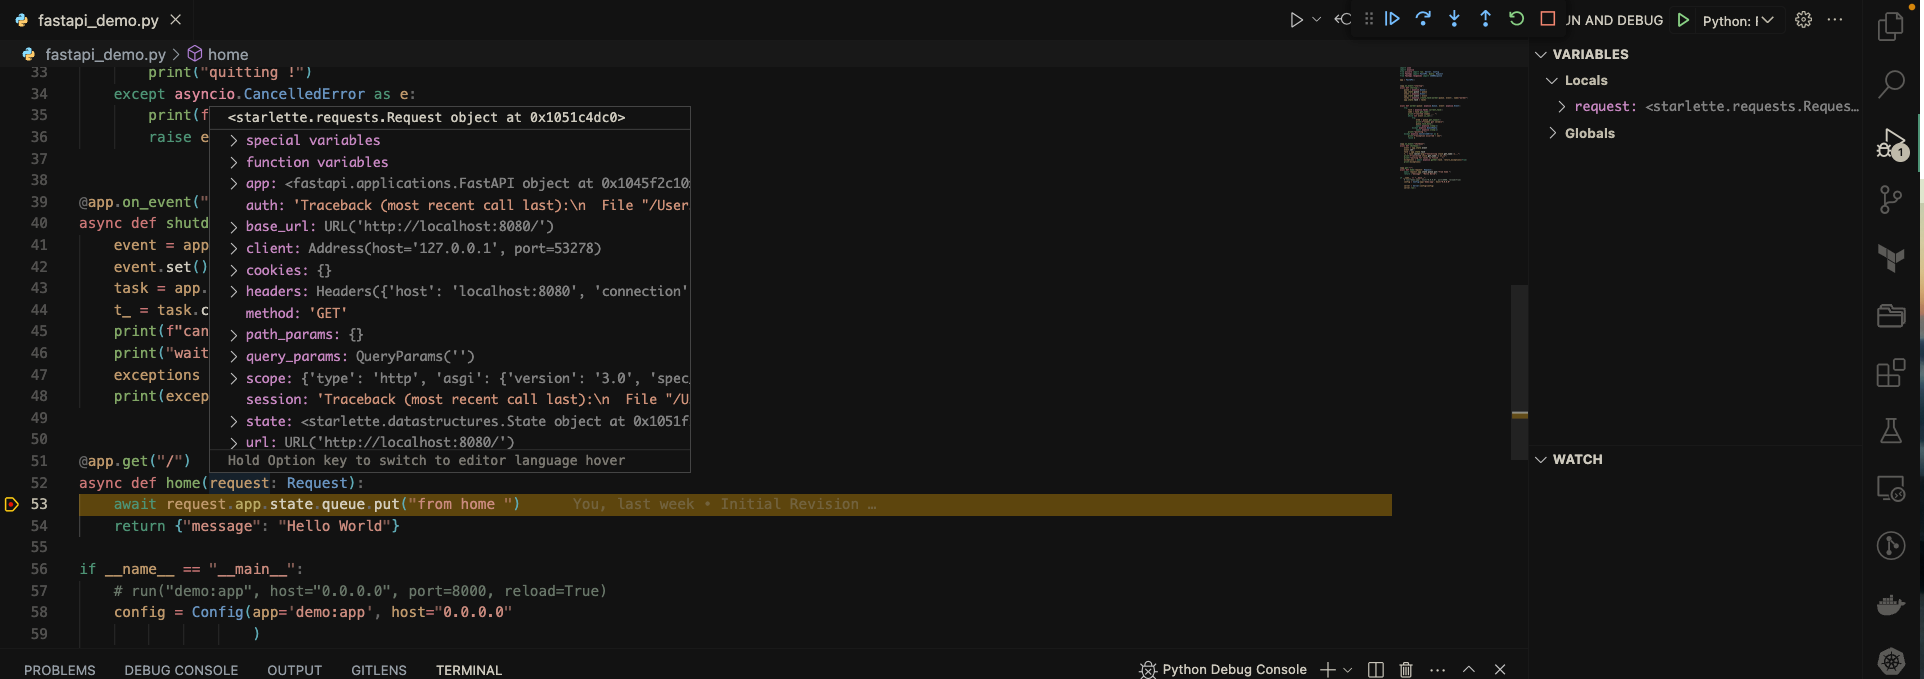 fastapi_demo.py
UN AND DEBUG
Python: I
fastapi_demo.py > home
33 print("quitting !")
34 except asyncio.CancelledError as e:
35 print(f
36 raise e
37
38
39 @app.on_event("
40 async def shutd
41 event = app
42 event.set()
43 task = app.
44 t_ = task.c
45 print(f"can
46 print("wait
47 exceptions
48 print(excep
49
50
51 @app.get("/")
52 async def home(request: Request):
53 await request.app.state.queue.put("from home ") You, last week • Initial Revision …
54 return {"message": "Hello World"}
55
56 if __name__ == "__main__":
57 # run("demo:app", host="0.0.0.0", port=8000, reload=True)
58 config = Config(app='demo:app', host="0.0.0.0"
59 )
<starlette.requests.Request object at 0x1051c4dc0>
> special variables
> function variables
> app: <fastapi.applications.FastAPI object at 0x1045f2c10
auth: 'Traceback (most recent call last):\n File "/User
> base_url: URL('http://localhost:8080/')
> client: Address(host='127.0.0.1', port=53278)
> cookies: {}
> headers: Headers({'host': 'localhost:8080', 'connection'
method: 'GET'
> path_params: {}
> query_params: QueryParams('')
> scope: {'type': 'http', 'asgi': {'version': '3.0', 'spec
session: 'Traceback (most recent call last):\n File "/U
> state: <starlette.datastructures.State object at 0x1051f
> url: URL('http://localhost:8080/')
Hold Option key to switch to editor language hover
VARIABLES
Locals
> request: <starlette.requests.Reques…
> Globals
WATCH
1
PROBLEMS DEBUG CONSOLE OUTPUT GITLENS TERMINAL
Python Debug Console